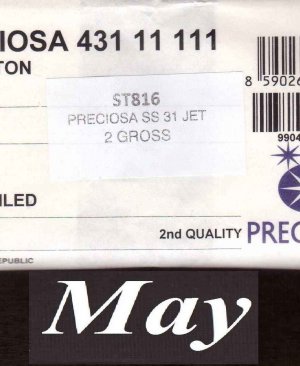 IOSA 431 11 111
TON
ST816
PRECIOSA SS 31 JET
2 GROSS
8 59026
9904
ILED
2nd QUALITY
PREC
REPUBLIC
May